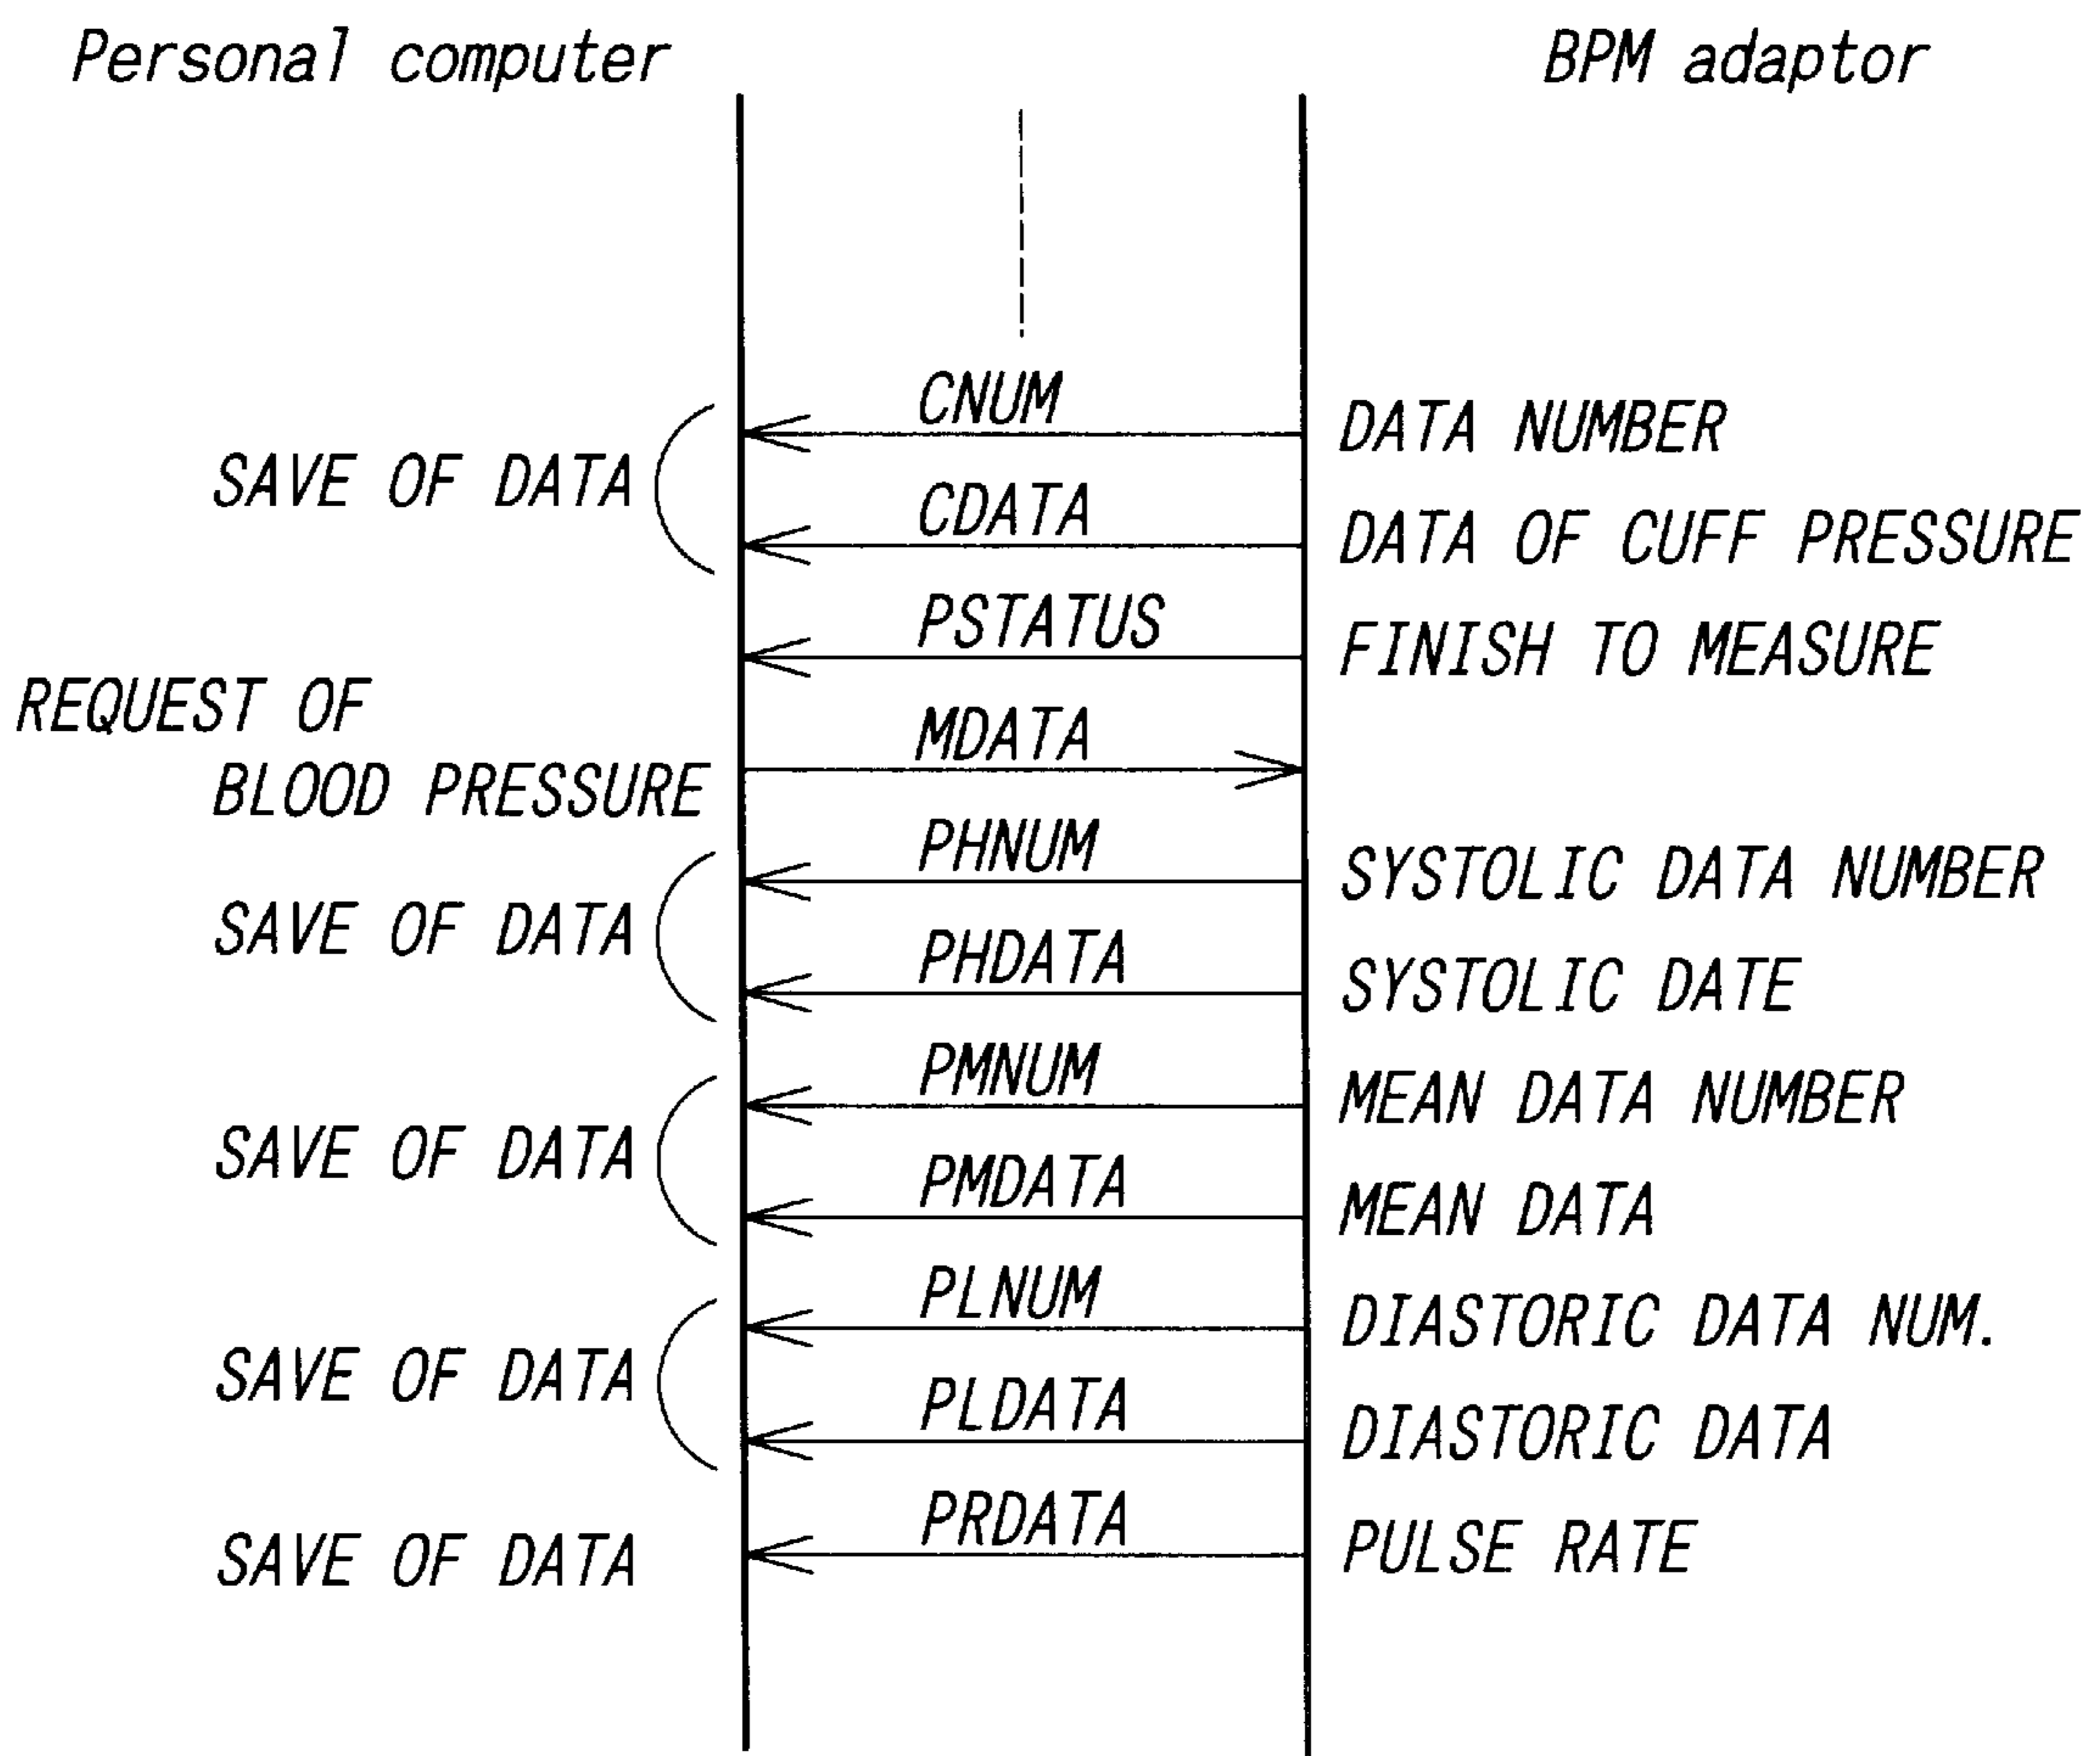 Personal computer
BPM adaptor
CNUM
DATA NUMBER
SAVE OF DATA
CDATA
DATA OF CUFF PRESSURE
PSTATUS
FINISH TO MEASURE
REQUEST OF
BLOOD PRESSURE
MDATA
PHNUM
SYSTOLIC DATA NUMBER
SAVE OF DATA
PHDATA
SYSTOLIC DATE
PMNUM
MEAN DATA NUMBER
SAVE OF DATA
PMDATA
MEAN DATA
PLNUM
DIASTORIC DATA NUM.
SAVE OF DATA
PLDATA
DIASTORIC DATA
PRDATA
SAVE OF DATA
PULSE RATE